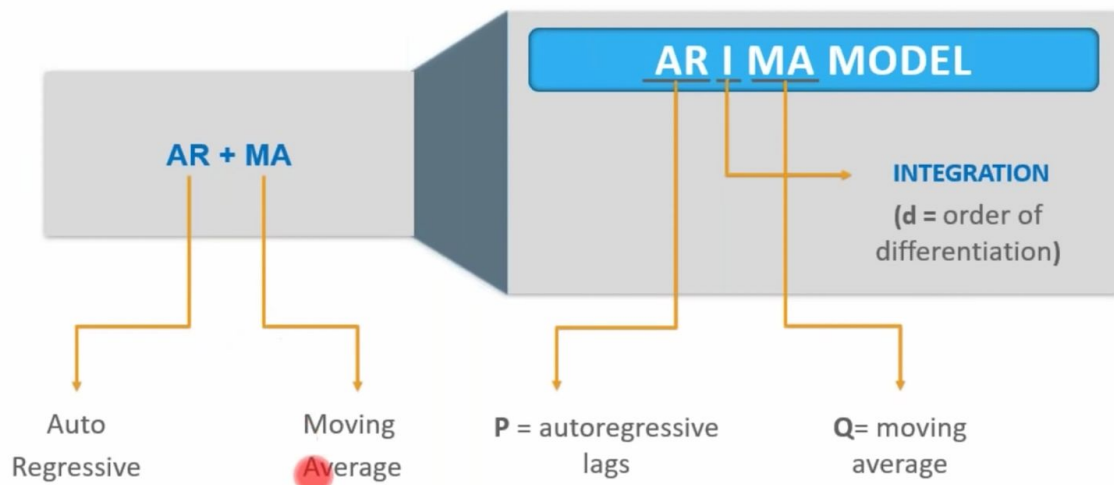 AR I MA MODEL
AR + MA
INTEGRATION
(d = order of
differentiation)
Auto
Regressive
Moving
Average
P = autoregressive
lags
Q= moving
average